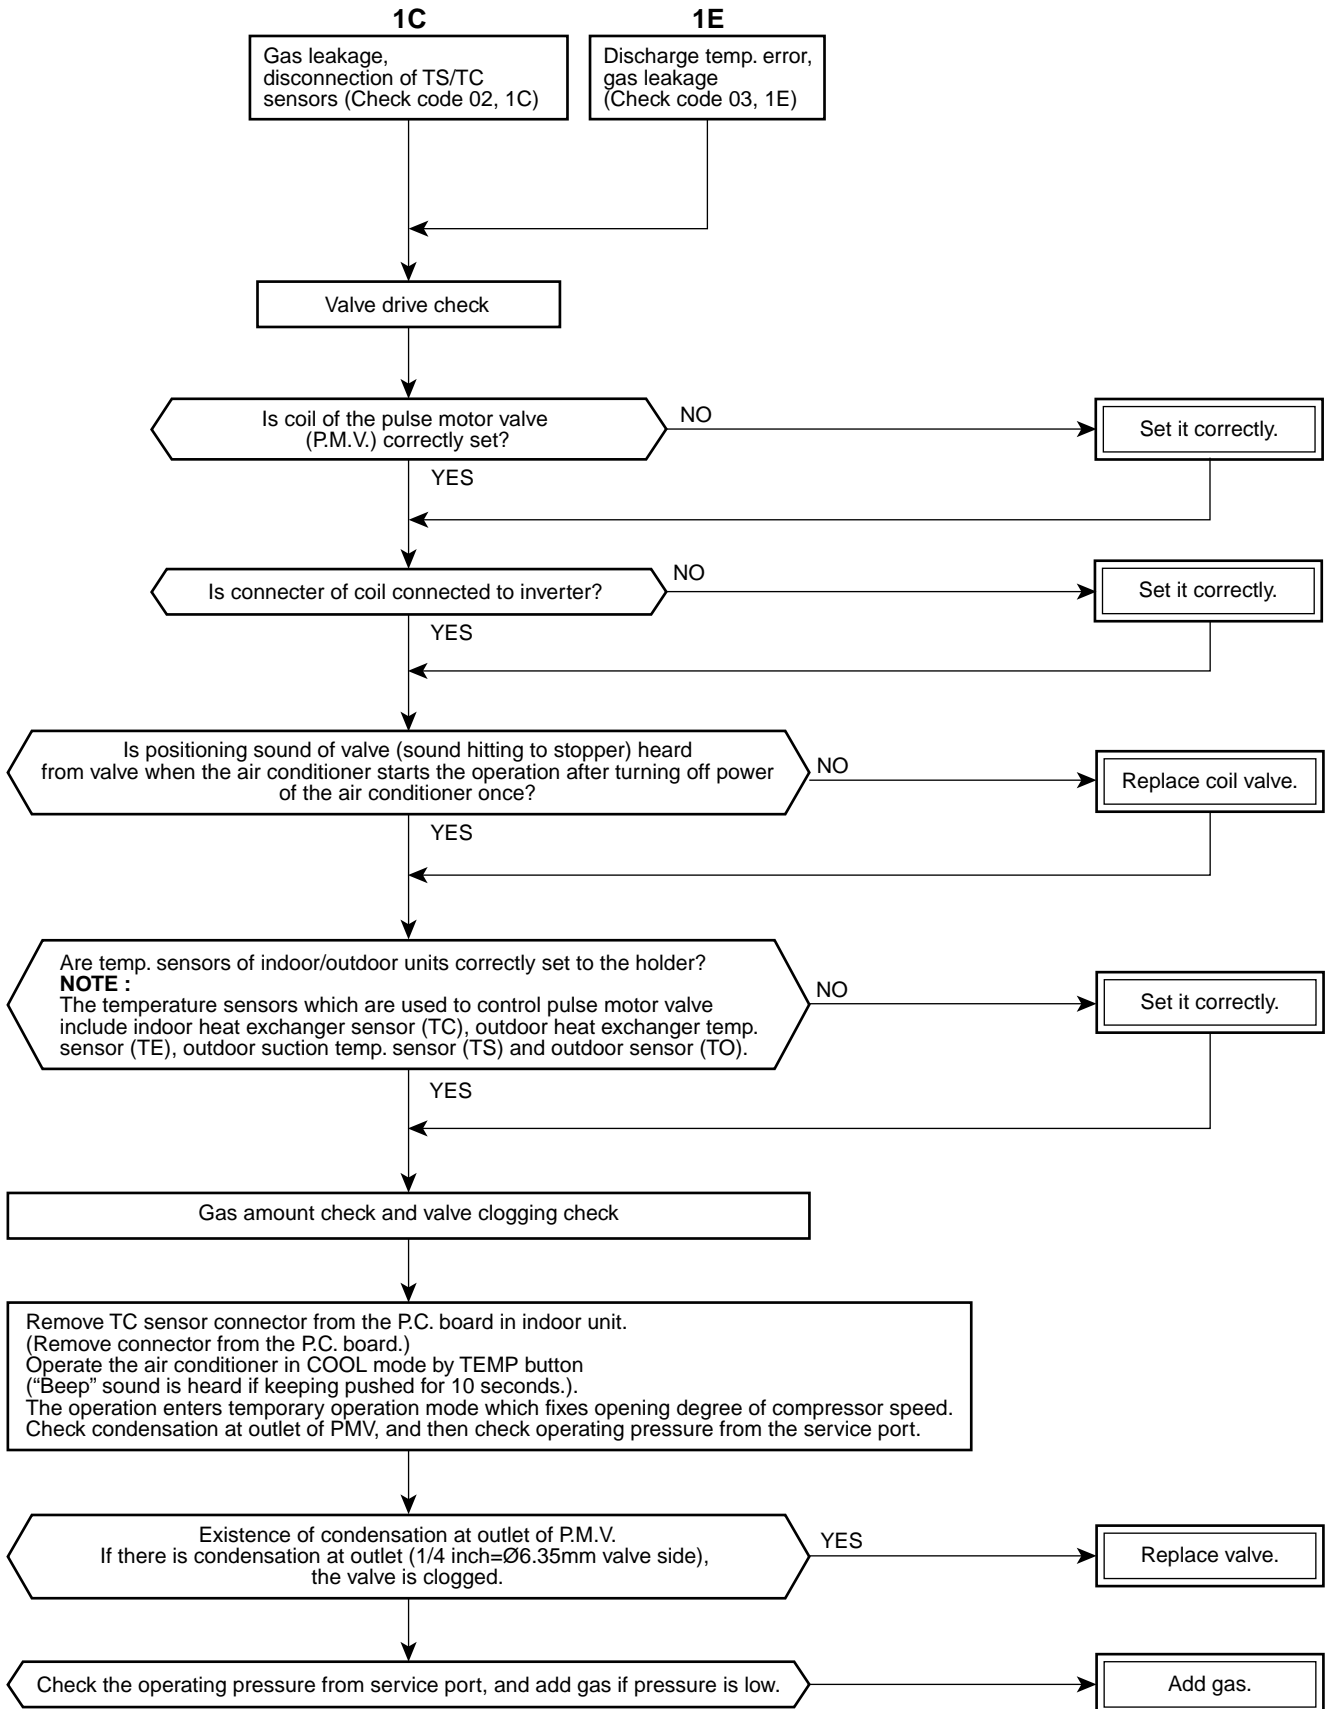 1C
1E
Gas leakage,
disconnection of TS/TC
sensors (Check code 02, 1C)
Discharge temp. error,
gas leakage
(Check code 03, 1E)
Valve drive check
Is coil of the pulse motor valve
(P.M.V.) correctly set?
NO
Set it correctly.
YES
Is connecter of coil connected to inverter?
NO
Set it correctly.
YES
Is positioning sound of valve (sound hitting to stopper) heard
from valve when the air conditioner starts the operation after turning off power
of the air conditioner once?
NO
Replace coil valve.
YES
Are temp. sensors of indoor/outdoor units correctly set to the holder?
NOTE :
The temperature sensors which are used to control pulse motor valve
include indoor heat exchanger sensor (TC), outdoor heat exchanger temp.
sensor (TE), outdoor suction temp. sensor (TS) and outdoor sensor (TO).
NO
Set it correctly.
YES
Gas amount check and valve clogging check
Remove TC sensor connector from the P.C. board in indoor unit.
(Remove connector from the P.C. board.)
Operate the air conditioner in COOL mode by TEMP button
(“Beep” sound is heard if keeping pushed for 10 seconds.).
The operation enters temporary operation mode which fixes opening degree of compressor speed.
Check condensation at outlet of PMV, and then check operating pressure from the service port.
Existence of condensation at outlet of P.M.V.
If there is condensation at outlet (1/4 inch=Ø6.35mm valve side),
the valve is clogged.
YES
Replace valve.
Check the operating pressure from service port, and add gas if pressure is low.
Add gas.